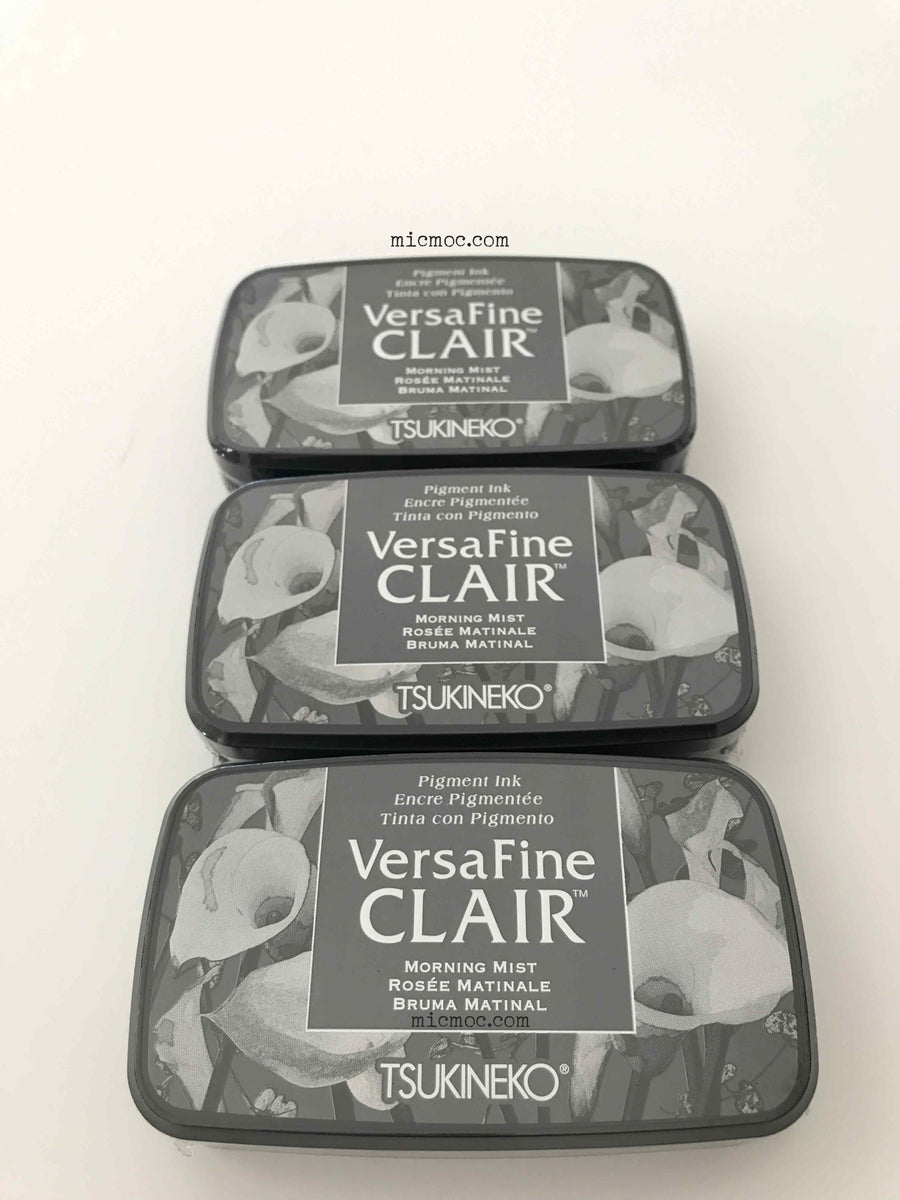 micmoc.com
Pigment Ink
Encre Pigmentée
Tinta con Pigmento
VersaFine
CLAIR™
MORNING MIST
ROSÉE MATINALE
BRUMA MATINAL
TSUKINEKO®
Pigment Ink
Encre Pigmentée
Tinta con Pigmento
VersaFine
CLAIR™
MORNING MIST
ROSÉE MATINALE
BRUMA MATINAL
TSUKINEKO®
Pigment Ink
Encre Pigmentée
Tinta con Pigmento
VersaFine
CLAIR™
MORNING MIST
ROSÉE MATINALE
BRUMA MATINAL
micmoc.com
TSUKINEKO®